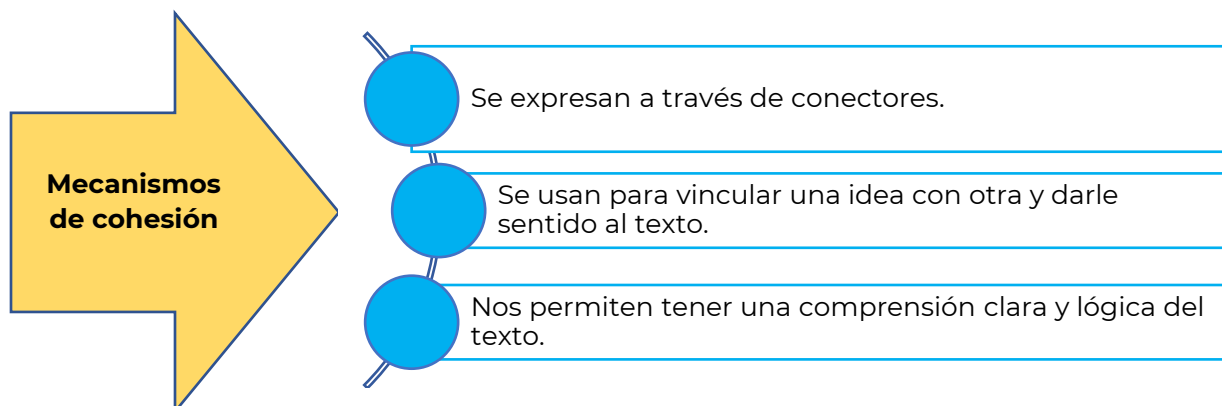 Mecanismos
de cohesión
Se expresan a través de conectores.
Se usan para vincular una idea con otra y darle
sentido al texto.
Nos permiten tener una comprensión clara y lógica del
texto.